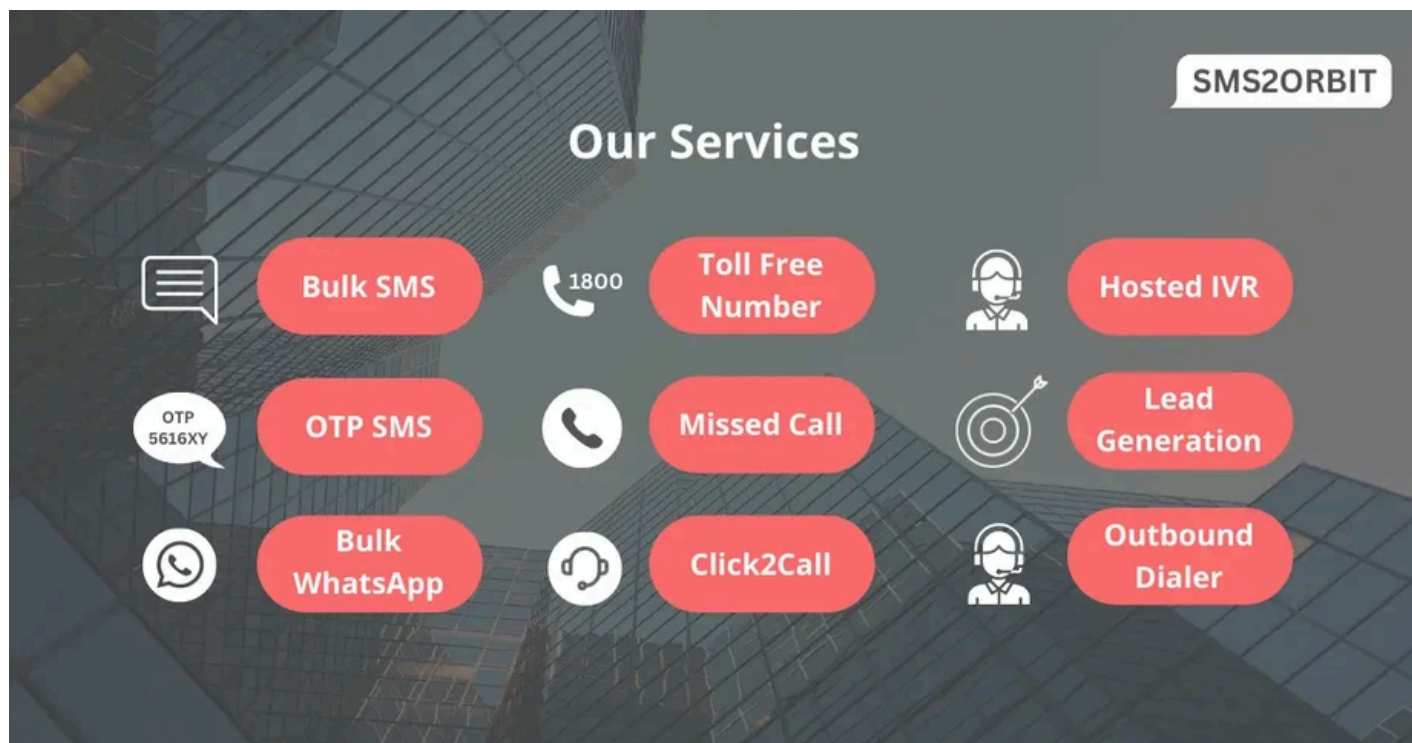 SMS2ORBIT
Our Services
Bulk SMS
1800
Toll Free
Number
Hosted IVR
OTP
5616XY
OTP SMS
Missed Call
Lead
Generation
Bulk
WhatsApp
Click2Call
Outbound
Dialer